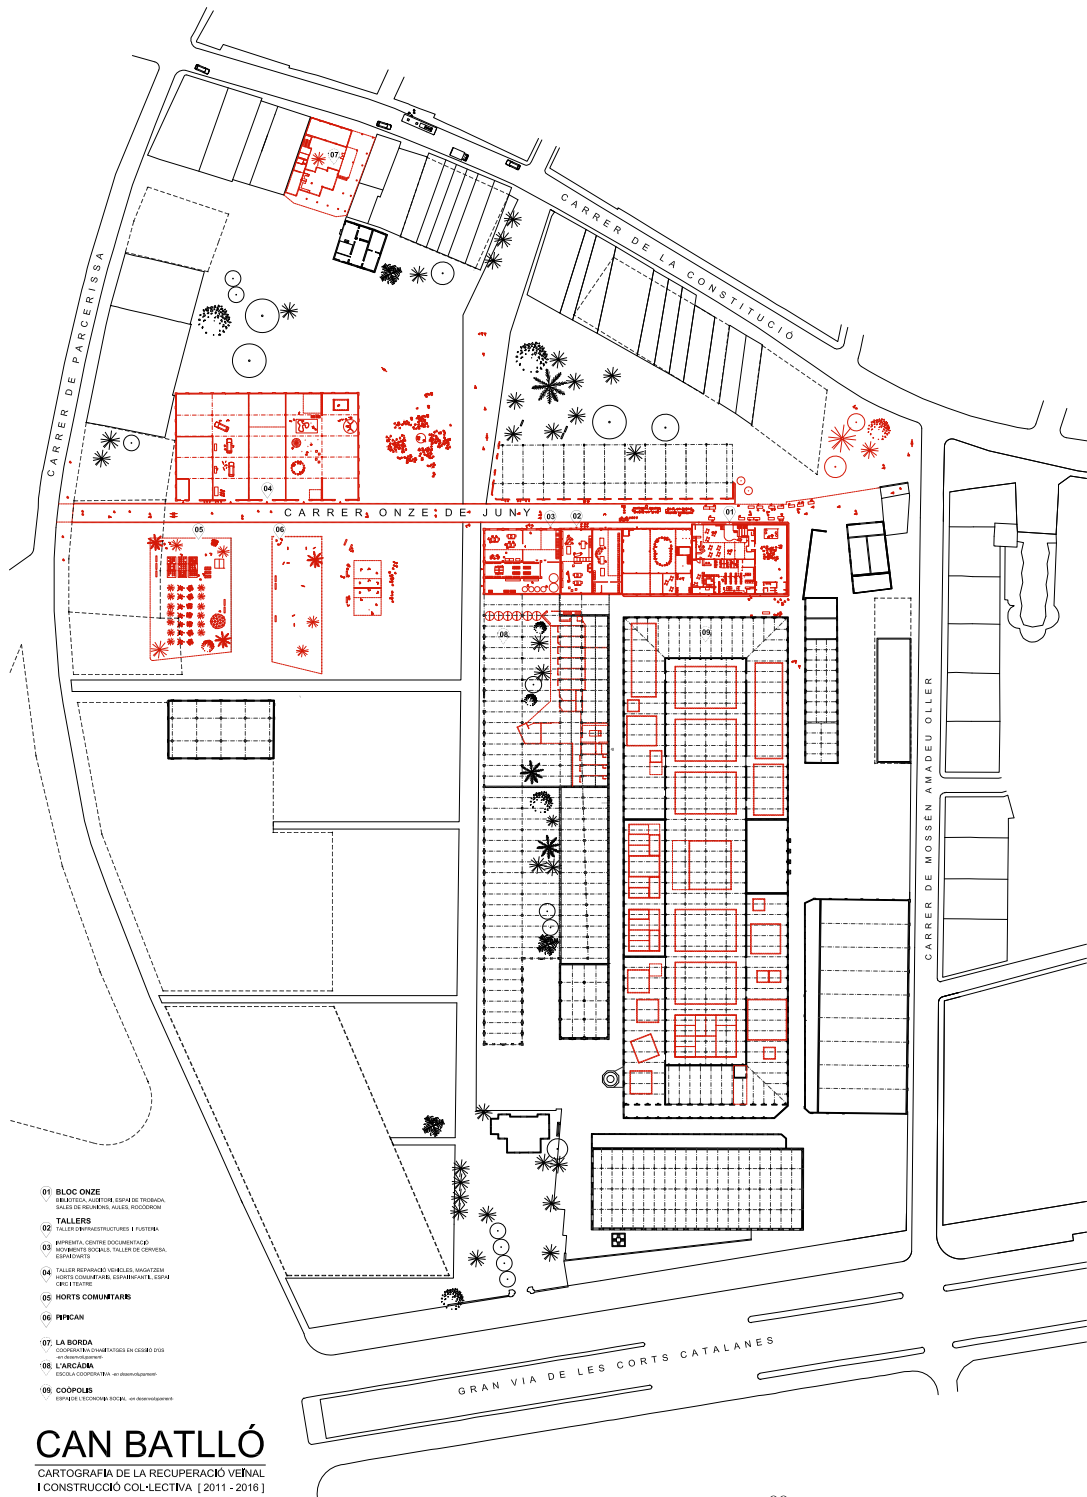 CARRER DE LA CONSTITUCIÓ
CARRER DE PARCERISSA
07
04
CARRER ONZE DE JUNY
05
06
03
02
01
08
09
CARRER DE MOSSÈN AMADEU OLLER
GRAN VIA DE LES CORTS CATALANES
01 BLOC ONZE
BIBLIOTECA, AUDITORI, ESPAI DE TROBADA,
SALES DE REUNIONS, AULES, ROCÒDROM
TALLERS
02 TALLER D'INFRAESTRUCTURES I FUSTERIA
03 IMPREMTA, CENTRE DOCUMENTACIÓ
MOVIMENTS SOCIALS, TALLER DE CERVESA,
ESPAI D'ARTS
04 TALLER REPARACIÓ VEHICLES, MAGATZEM
HORTS COMUNITARIS, ESPAI INFANTIL, ESPAI
CIRC I TEATRE
05 HORTS COMUNITARIS
06 PIPICAN
07 LA BORDA
COOPERATIVA D'HABITATGES EN CESSIÓ D'ÚS
-en desenvolupament-
08 L'ARCÀDIA
ESCOLA COOPERATIVA -en desenvolupament-
09 COÒPOLIS
ESPAI DE L'ECONOMIA SOCIAL -en desenvolupament-
CAN BATLLÓ
CARTOGRAFIA DE LA RECUPERACIÓ VEÏNAL
I CONSTRUCCIÓ COL·LECTIVA [ 2011 - 2016 ]